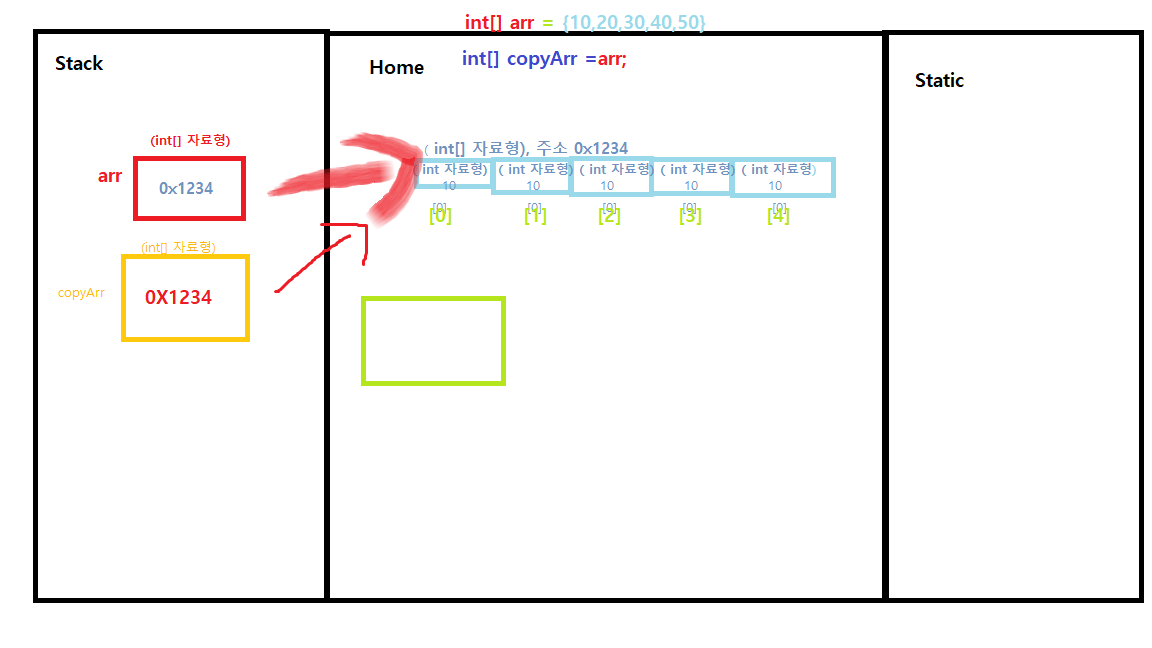 int[] arr = {10,20,30,40,50}
int[] copyArr =arr;
Stack
Home
Static
(int[] 자료형)
arr
0x1234
(int[] 자료형)
copyArr
0X1234
( int[] 자료형), 주소 0x1234
( int 자료형) ( int 자료형) ( int 자료형) ( int 자료형) ( int 자료형)
10 10 10 10 10
[0] [0] [0] [0] [0]
[0] [1] [2] [3] [4]